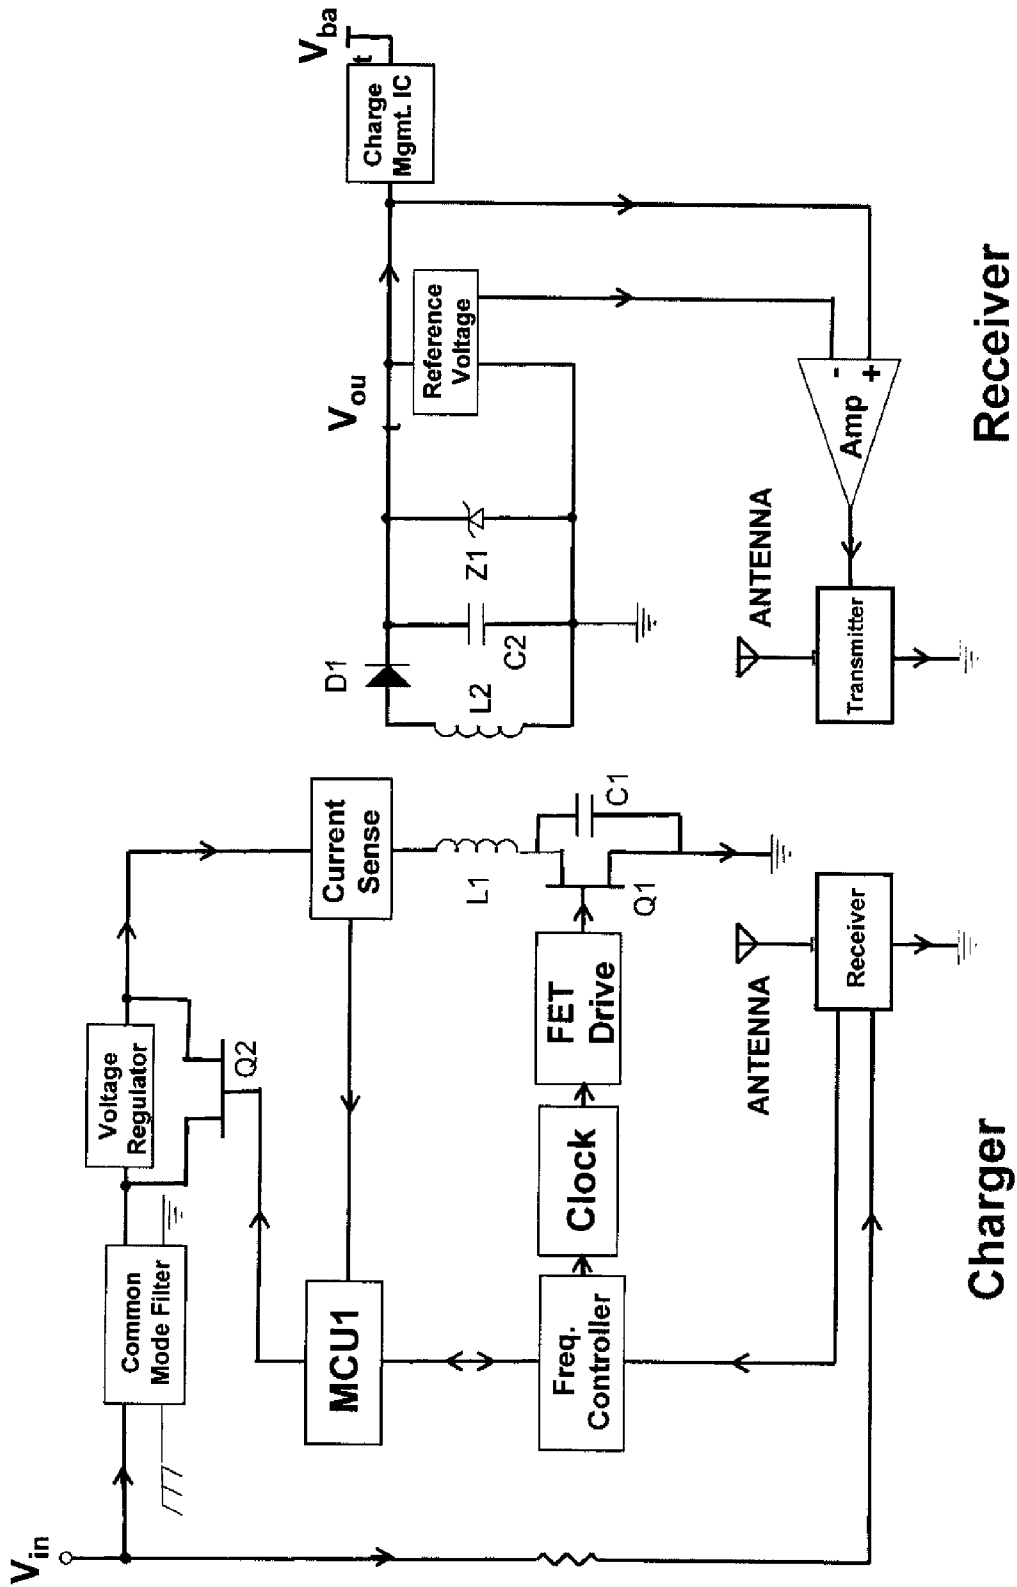 Vin
Common
Mode Filter
Voltage
Regulator
Q2
MCU1
Current
Sense
L1
C1
Q1
Freq.
Controller
Clock
FET
Drive
ANTENNA
Receiver
Charger
D1
L2
C2
Z1
Vou
t
Reference
Voltage
Charge
Mgmt. IC
Vba
t
-
+
Amp
ANTENNA
Transmitter
Receiver